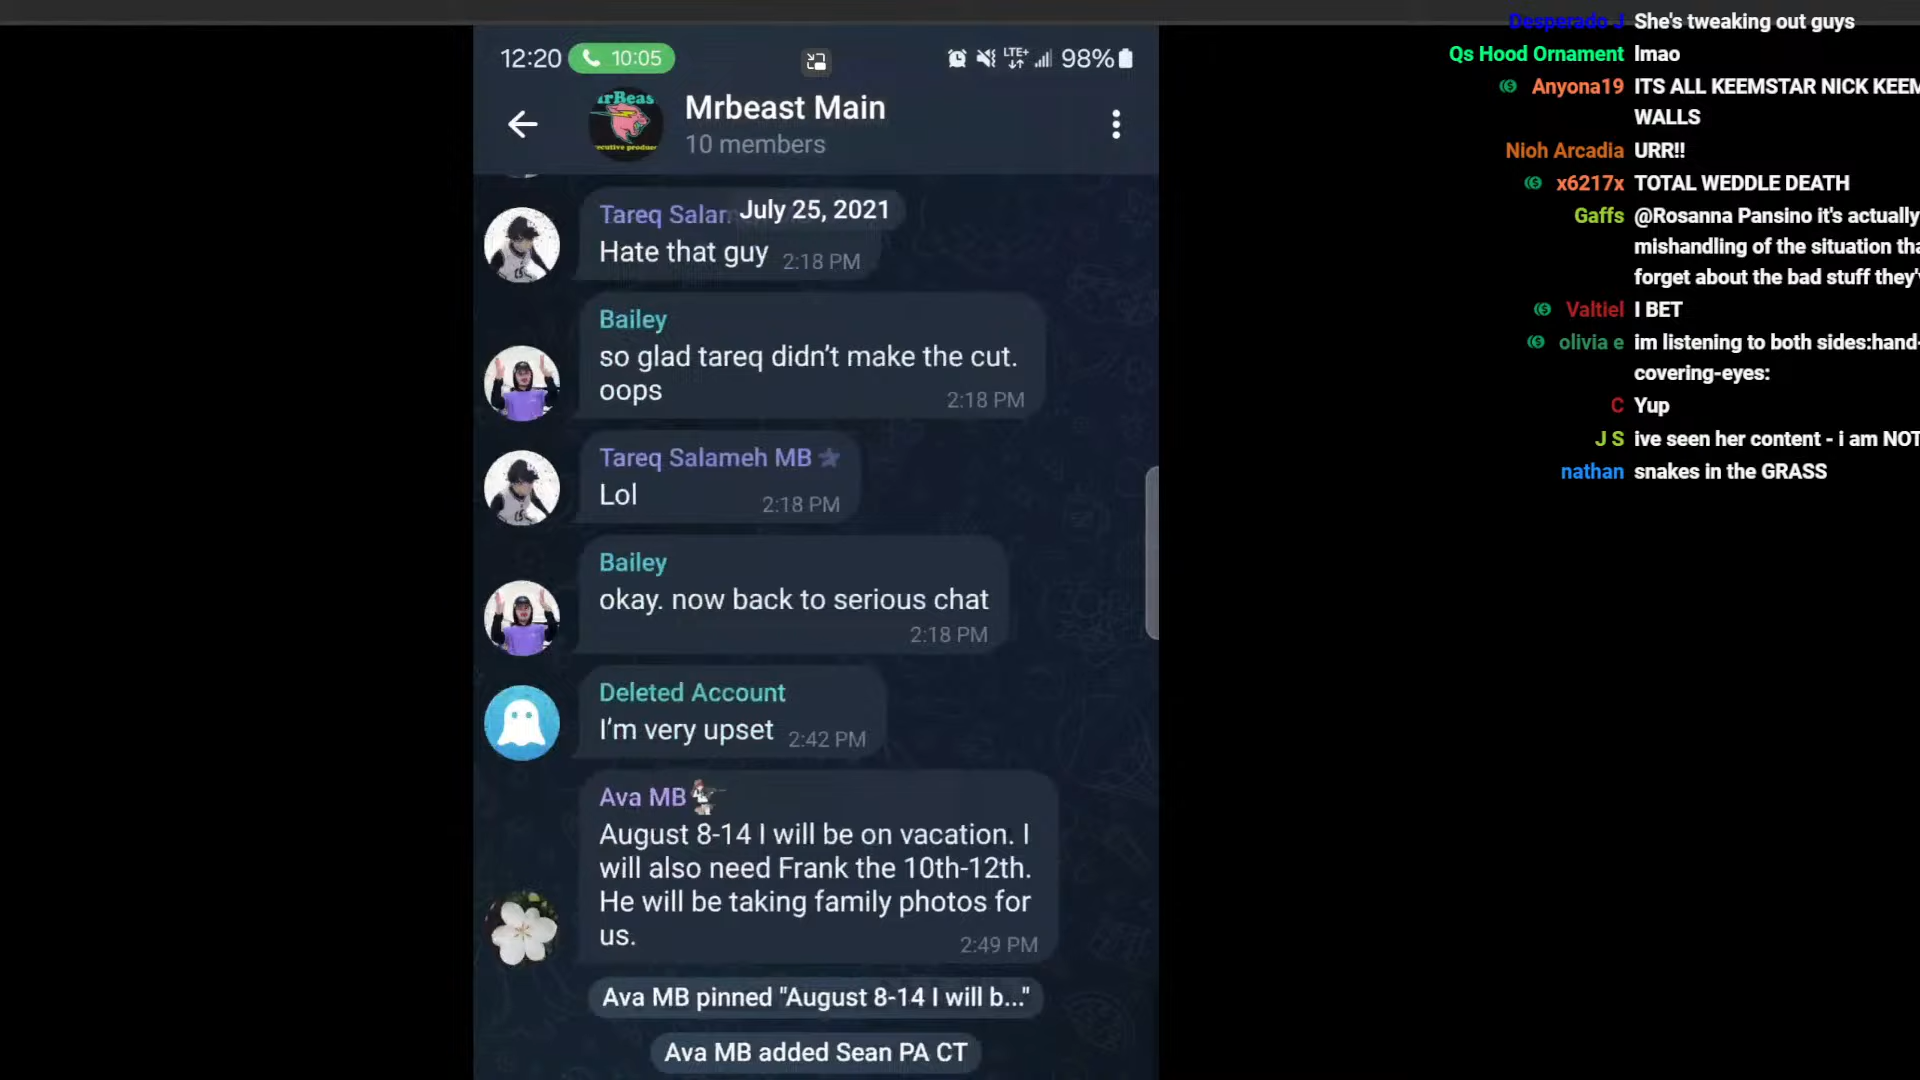 12:20 10:05 LTE+ 98%
rBeas
Mrbeast Main
10 members
July 25, 2021
Tareq Salar
Hate that guy 2:18 PM
Bailey
so glad tareq didn't make the cut.
oops 2:18 PM
Tareq Salameh MB
Lol 2:18 PM
Bailey
okay. now back to serious chat
2:18 PM
Deleted Account
I'm very upset 2:42 PM
Ava MB
August 8-14 I will be on vacation. I
will also need Frank the 10th-12th.
He will be taking family photos for
us. 2:49 PM
Ava MB pinned "August 8-14 I will b..."
Ava MB added Sean PA CT
Desperado J She's tweaking out guys
Qs Hood Ornament lmao
Anyona19 ITS ALL KEEMSTAR NICK KEEM
WALLS
Nioh Arcadia URR!!
x6217x TOTAL WEDDLE DEATH
Gaffs @Rosanna Pansino it's actually
mishandling of the situation tha
forget about the bad stuff they'
Valtiel I BET
olivia e im listening to both sides:hand-
covering-eyes:
C Yup
J S ive seen her content - i am NOT
nathan snakes in the GRASS